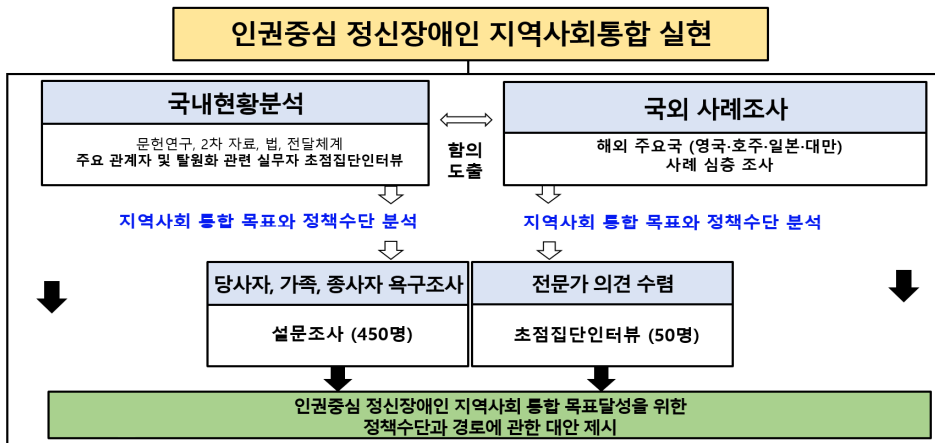 인권중심 정신장애인 지역사회통합 실현
국내현황분석
문헌연구, 2차 자료, 법, 전달체계
주요 관계자 및 탈원화 관련 실무자 초점집단인터뷰
함의
도출
국외 사례조사
해외 주요국 (영국·호주·일본·대만)
사례 심층 조사
지역사회 통합 목표와 정책수단 분석
지역사회 통합 목표와 정책수단 분석
당사자, 가족, 종사자 욕구조사
설문조사 (450명)
전문가 의견 수렴
초점집단인터뷰 (50명)
인권중심 정신장애인 지역사회 통합 목표달성을 위한
정책수단과 경로에 관한 대안 제시